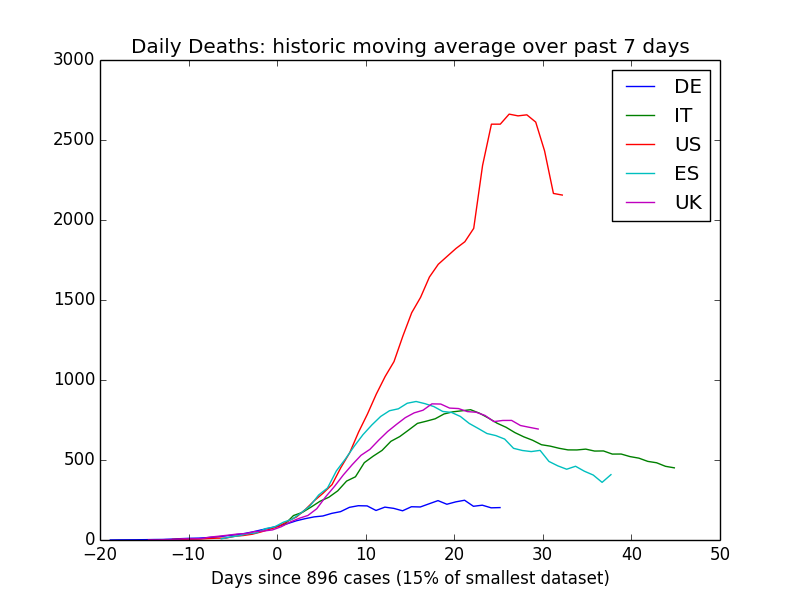 Daily Deaths: historic moving average over past 7 days
3000
2500
2000
1500
1000
500
0
DE
IT
US
ES
UK
−20 −10 0 10 20 30 40 50
Days since 896 cases (15% of smallest dataset)